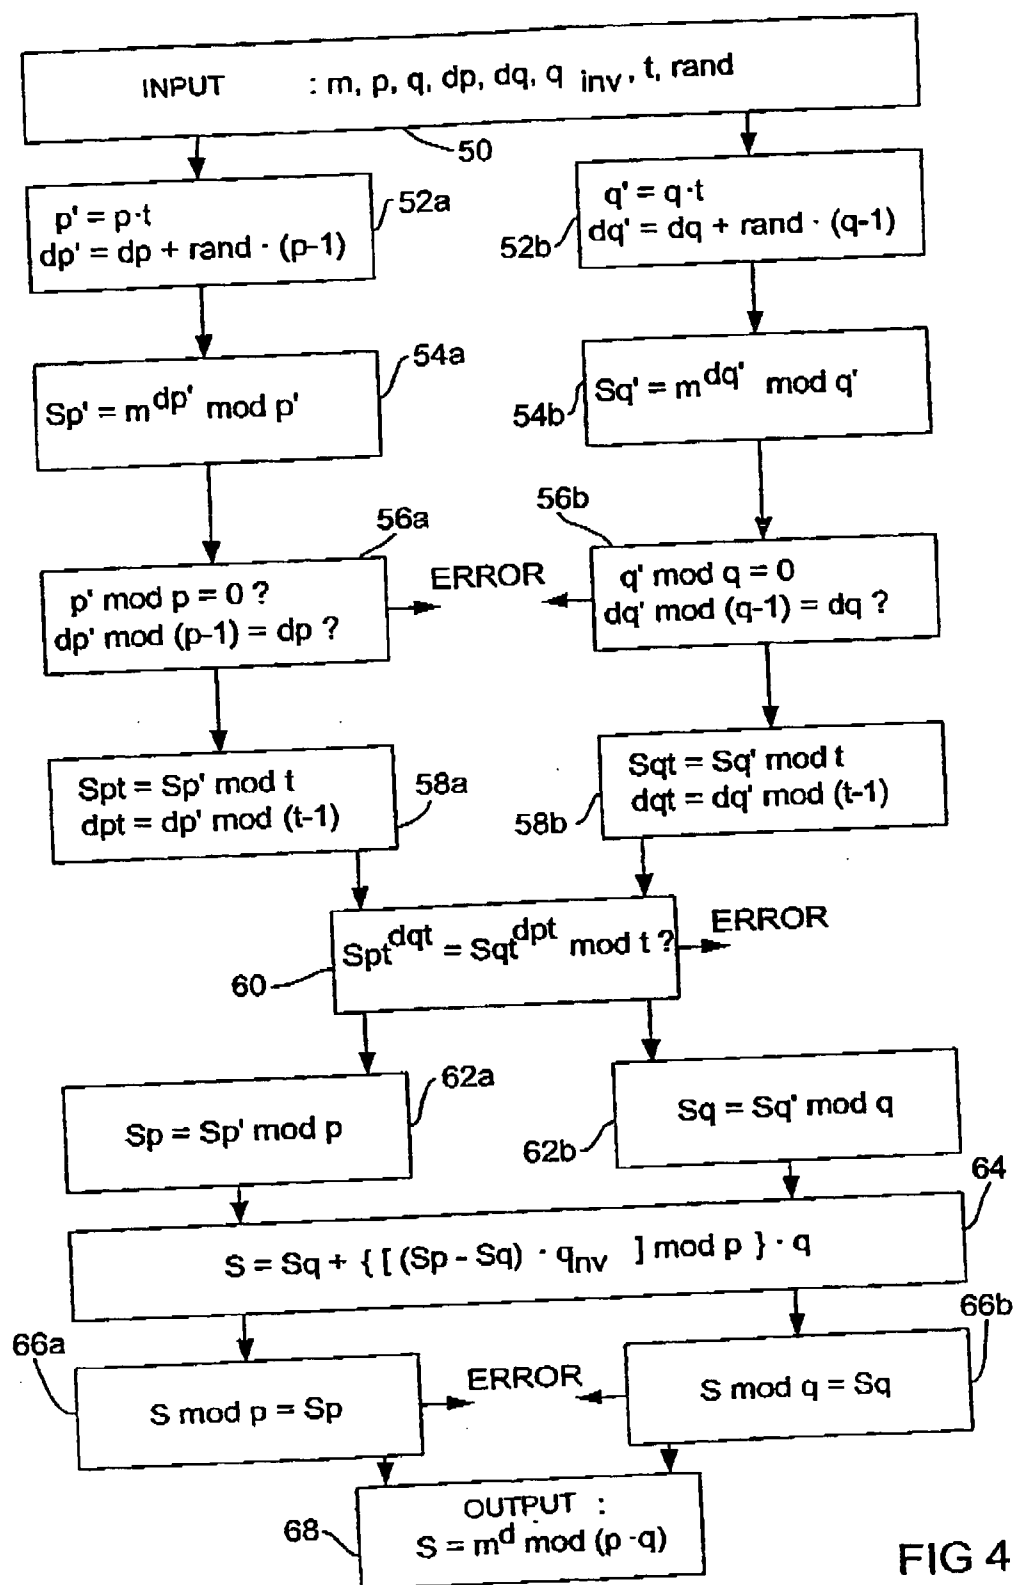 INPUT : m, p, q, dp, dq, q inv, t, rand
50
p' = p·t
dp' = dp + rand · (p-1)
52a
q' = q·t
dq' = dq + rand · (q-1)
52b
Sp' = m^dp' mod p'
54a
Sq' = m^dq' mod q'
54b
56a
p' mod p = 0 ?
dp' mod (p-1) = dp ?
ERROR
56b
q' mod q = 0
dq' mod (q-1) = dq ?
Spt = Sp' mod t
dpt = dp' mod (t-1)
58a
Sqt = Sq' mod t
dqt = dq' mod (t-1)
58b
Spt^dqt = Sqt^dpt mod t ?
ERROR
60
Sp = Sp' mod p
62a
Sq = Sq' mod q
62b
64
S = Sq + { [ (Sp - Sq) · qnv ] mod p } · q
66a
S mod p = Sp
ERROR
66b
S mod q = Sq
OUTPUT :
S = m^d mod (p·q)
68
FIG 4